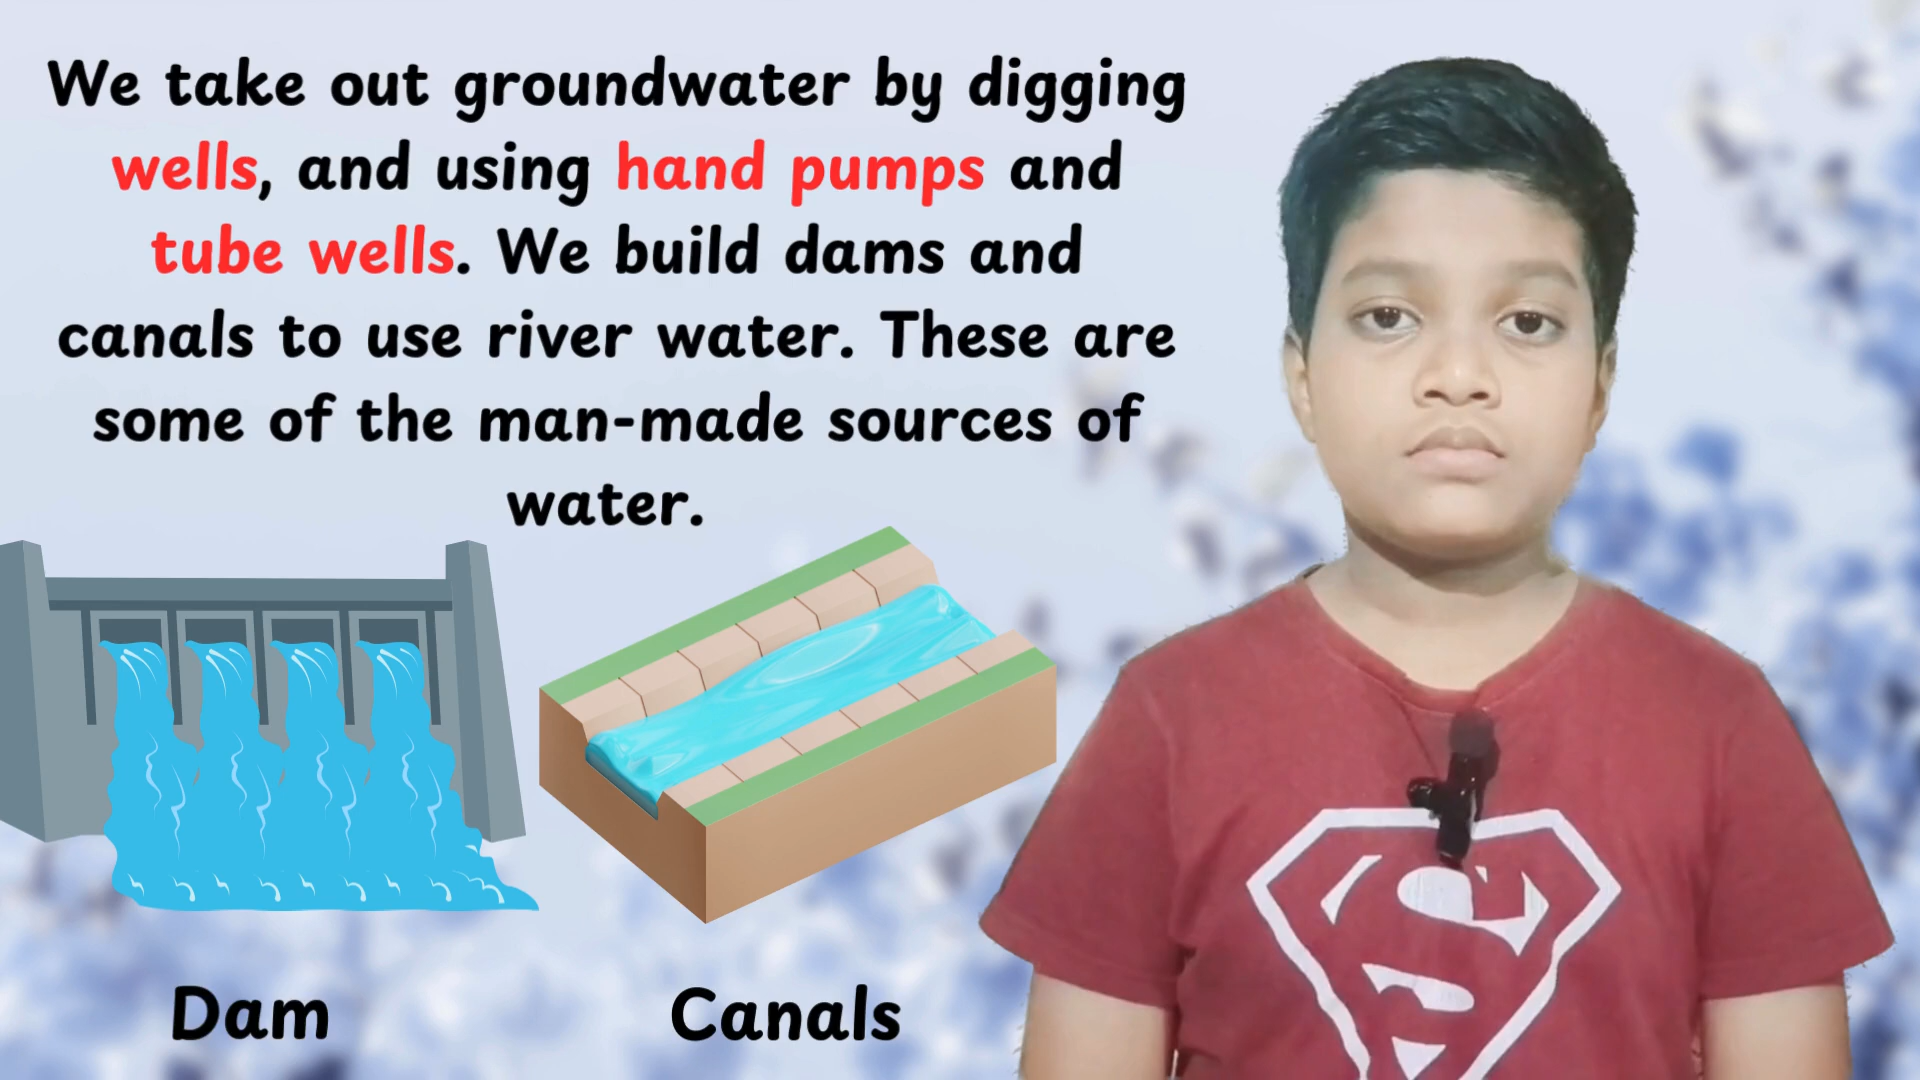 We take out groundwater by digging
wells, and using hand pumps and
tube wells. We build dams and
canals to use river water. These are
some of the man-made sources of
water.
Dam
Canals